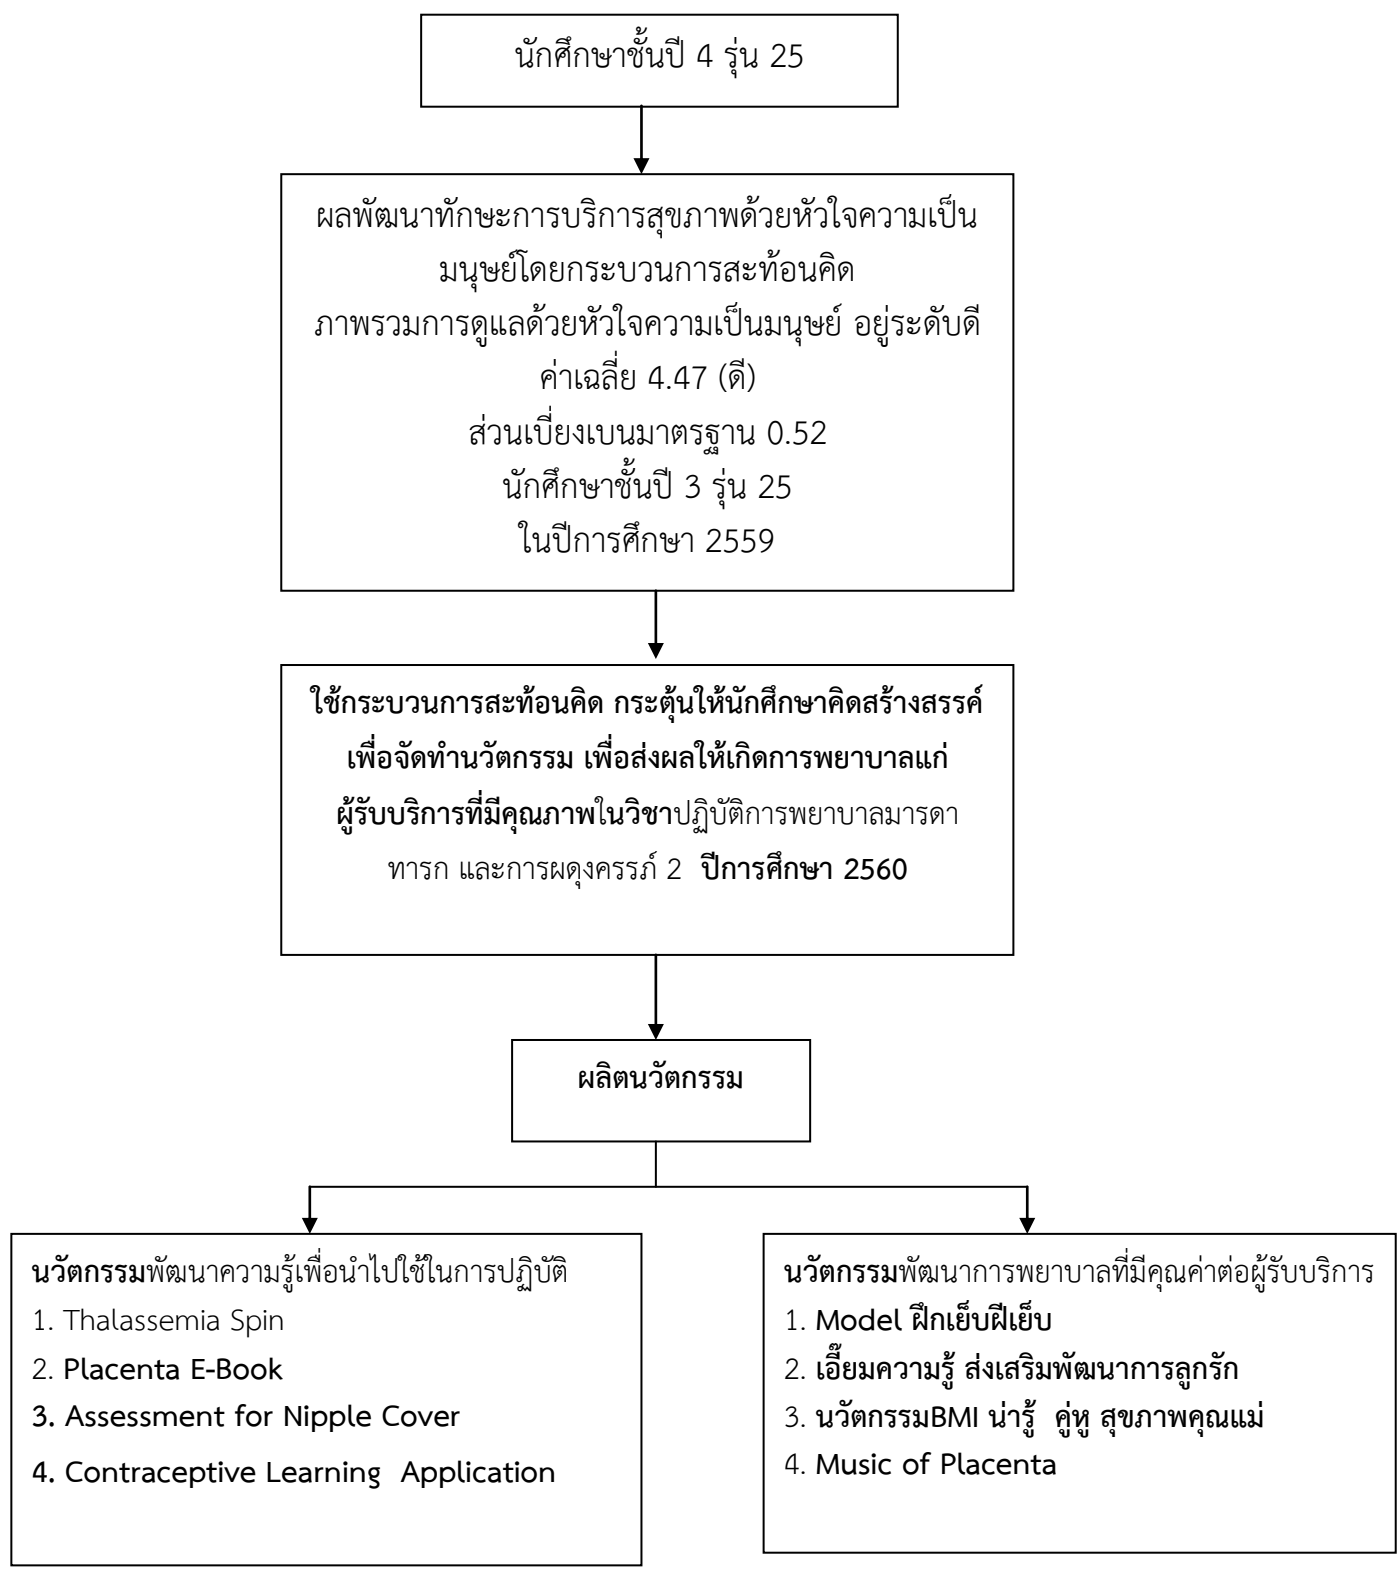 นักศึกษาชั้นปี 4 รุ่น 25
ผลพัฒนาทักษะการบริการสุขภาพด้วยหัวใจความเป็น
มนุษย์โดยกระบวนการสะท้อนคิด
ภาพรวมการดูแลด้วยหัวใจความเป็นมนุษย์ อยู่ระดับดี
ค่าเฉลี่ย 4.47 (ดี)
ส่วนเบี่ยงเบนมาตรฐาน 0.52
นักศึกษาชั้นปี 3 รุ่น 25
ในปีการศึกษา 2559
ใช้กระบวนการสะท้อนคิด กระตุ้นให้นักศึกษาคิดสร้างสรรค์
เพื่อจัดทำนวัตกรรม เพื่อส่งผลให้เกิดการพยาบาลแก่
ผู้รับบริการที่มีคุณภาพในวิชาปฏิบัติการพยาบาลมารดา
ทารก และการผดุงครรภ์ 2 ปีการศึกษา 2560
ผลิตนวัตกรรม
นวัตกรรมพัฒนาความรู้เพื่อนำไปใช้ในการปฏิบัติ
1. Thalassemia Spin
2. Placenta E-Book
3. Assessment for Nipple Cover
4. Contraceptive Learning Application
นวัตกรรมพัฒนาการพยาบาลที่มีคุณค่าต่อผู้รับบริการ
1. Model ฝึกเย็บฝีเย็บ
2. เอี๊ยมความรู้ ส่งเสริมพัฒนาการลูกรัก
3. นวัตกรรมBMI น่ารู้ คู่หู สุขภาพคุณแม่
4. Music of Placenta